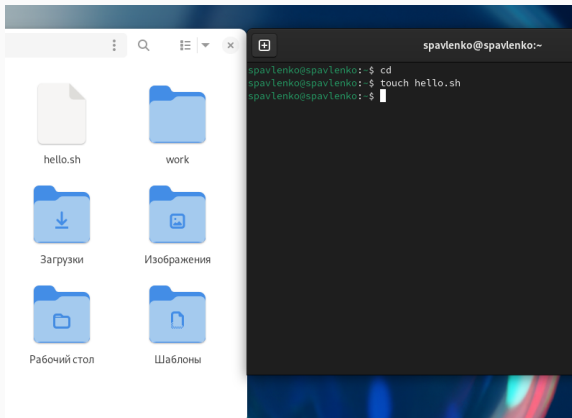 hello.sh
work
Загрузки
Изображения
Рабочий стол
Шаблоны
spavlenko@spavlenko:~
spavlenko@spavlenko:~$ cd
spavlenko@spavlenko:~$ touch hello.sh
spavlenko@spavlenko:~$